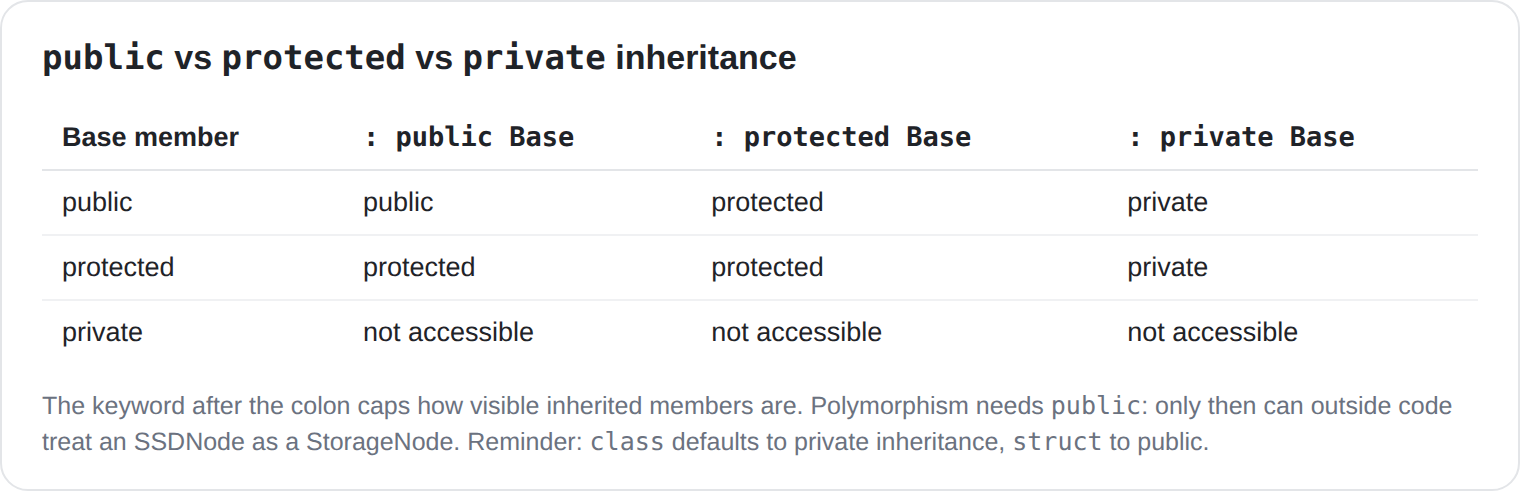 public vs protected vs private inheritance
Base member : public Base : protected Base : private Base
public public protected private
protected protected protected private
private not accessible not accessible not accessible
The keyword after the colon caps how visible inherited members are. Polymorphism needs public: only then can outside code
treat an SSDNode as a StorageNode. Reminder: class defaults to private inheritance, struct to public.